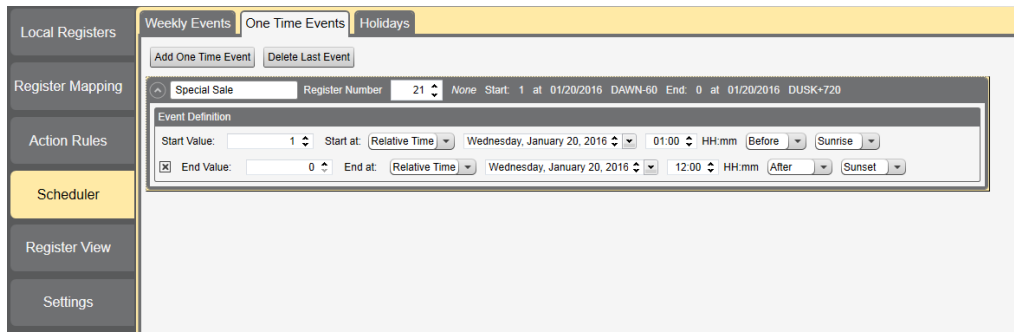 Local Registers
Register Mapping
Action Rules
Scheduler
Register View
Settings
Weekly Events One Time Events Holidays
Add One Time Event Delete Last Event
Special Sale Register Number 21 None Start: 1 at 01/20/2016 DAWN-60 End: 0 at 01/20/2016 DUSK+720
Event Definition
Start Value: 1 Start at: Relative Time Wednesday, January 20, 2016 01:00 HH:mm Before Sunrise
End Value: 0 End at: Relative Time Wednesday, January 20, 2016 12:00 HH:mm After Sunset